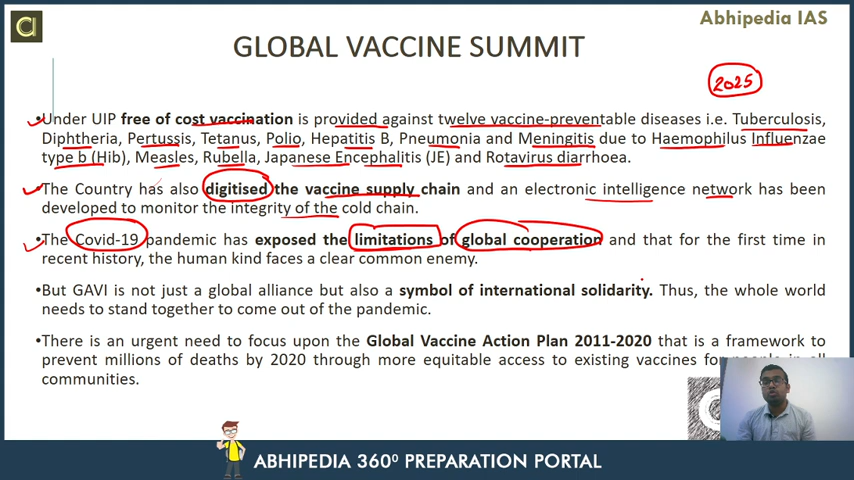 Abhipedia IAS
GLOBAL VACCINE SUMMIT
2025
•Under UIP free of cost vaccination is provided against twelve vaccine-preventable diseases i.e. Tuberculosis,
Diphtheria, Pertussis, Tetanus, Polio, Hepatitis B, Pneumonia and Meningitis due to Haemophilus Influenzae
type b (Hib), Measles, Rubella, Japanese Encephalitis (JE) and Rotavirus diarrhoea.
•The Country has also digitised the vaccine supply chain and an electronic intelligence network has been
developed to monitor the integrity of the cold chain.
•The Covid-19 pandemic has exposed the limitations of global cooperation and that for the first time in
recent history, the human kind faces a clear common enemy.
•But GAVI is not just a global alliance but also a symbol of international solidarity. Thus, the whole world
needs to stand together to come out of the pandemic.
•There is an urgent need to focus upon the Global Vaccine Action Plan 2011-2020 that is a framework to
prevent millions of deaths by 2020 through more equitable access to existing vaccines for people in all
communities.
ABHIPEDIA 360⁰ PREPARATION PORTAL